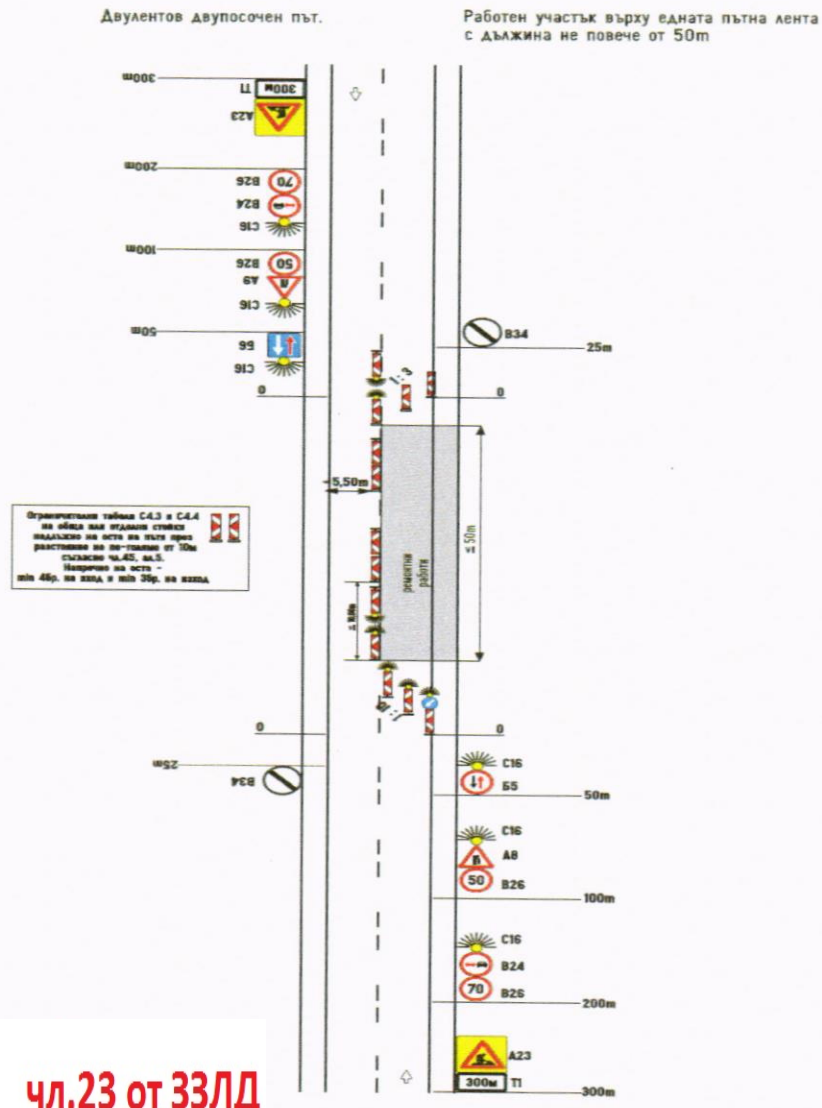 Двулентов двупосочен път.
Работен участък върху едната пътна лента
с дължина не повече от 50m
300m
300м Т1
А23
200m
70 В26
В24
С16
100m
50 В26
А9
С16
50m
Б6
С16
0
В34
25m
0
5,50m
Ограничителни табели С4.3 и С4.4
на обща или отделни стойки
надлъжно на оста на пътя през
разстояние не по-голямо от 10м
съгласно чл.45, ал.5.
Напречно на оста -
min 4бр. на вход и min 3бр. на изход
ремонтни
работи
≤ 50m
0
0
25m
В34
С16
Б5
50m
С16
А8
50 В26
100m
С16
В24
70 В26
200m
А23
300м Т1
300m
чл.23 от ЗЗЛД